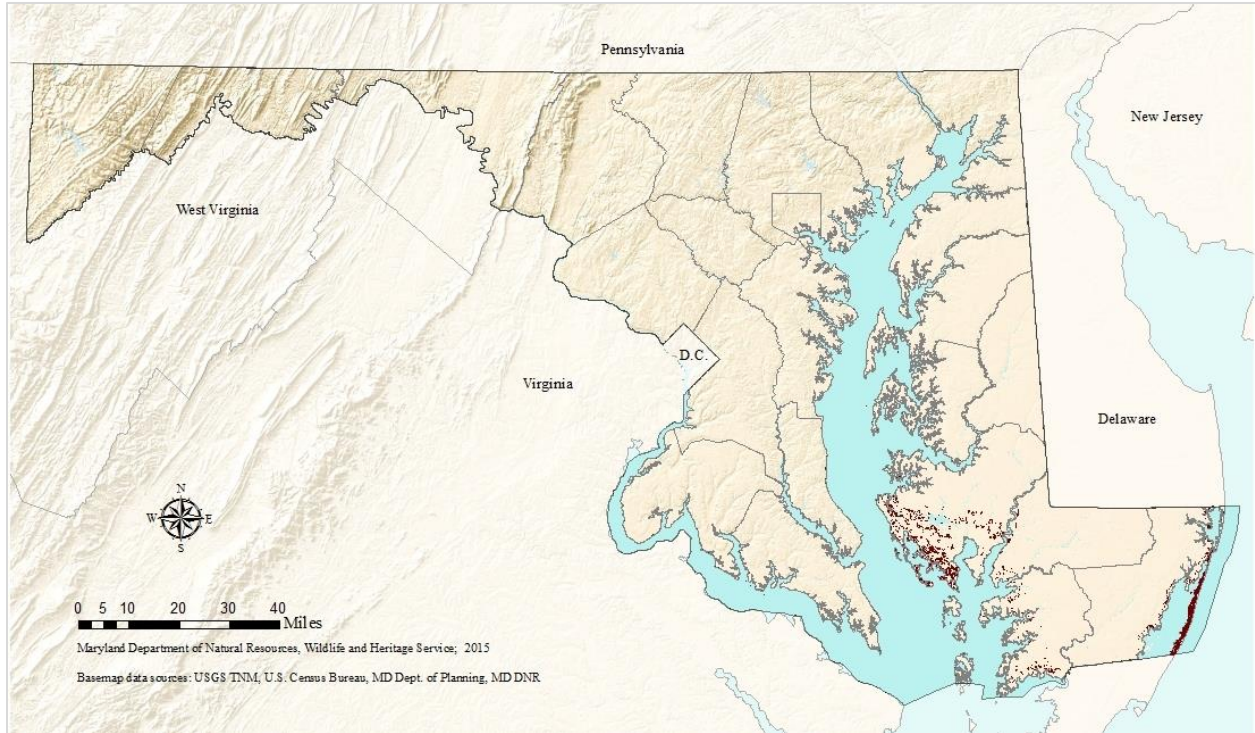 Pennsylvania
New Jersey
West Virginia
D.C.
Virginia
Delaware
N
W E
S
0 5 10 20 30 40
Miles
Maryland Department of Natural Resources, Wildlife and Heritage Service; 2015
Basemap data sources: USGS TNM, U.S. Census Bureau, MD Dept. of Planning, MD DNR